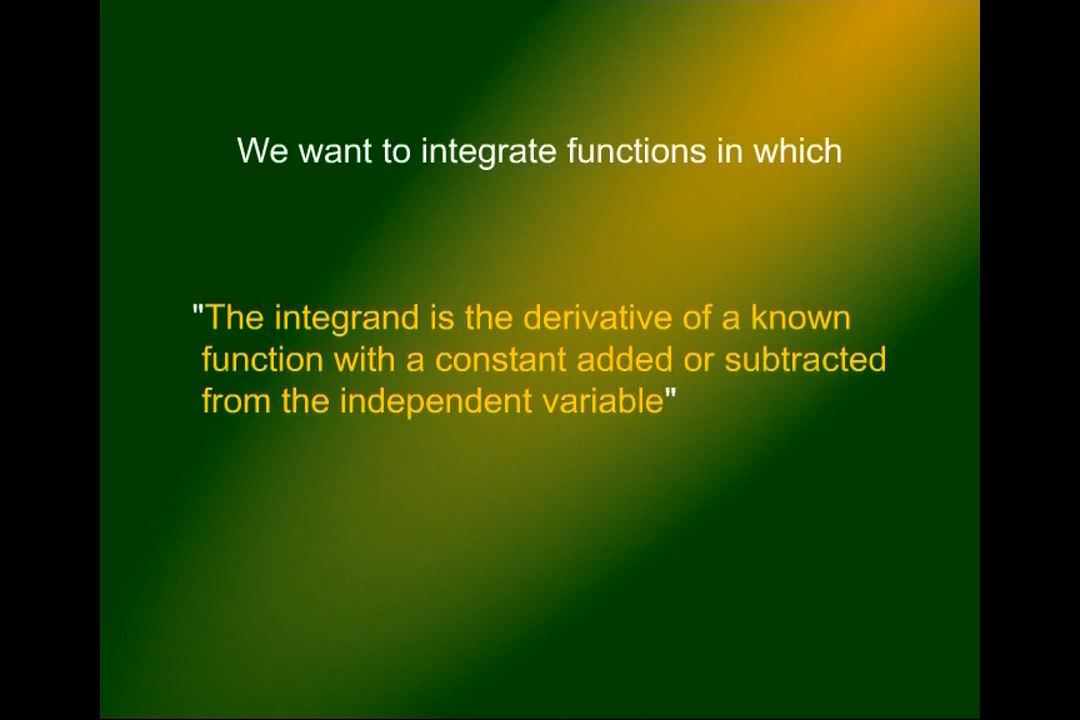 We want to integrate functions in which
"The integrand is the derivative of a known
function with a constant added or subtracted
from the independent variable"